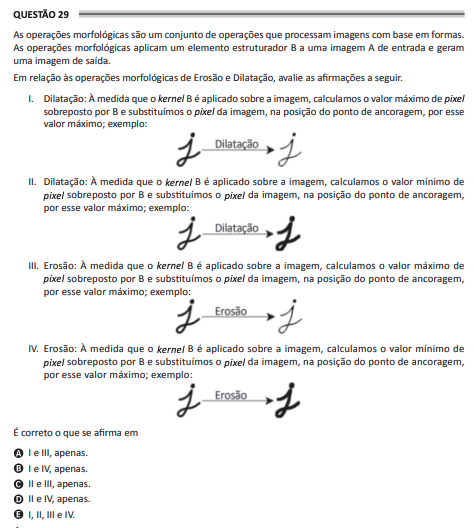 QUESTÃO 29
As operações morfológicas são um conjunto de operações que processam imagens com base em formas.
As operações morfológicas aplicam um elemento estruturador B a uma imagem A de entrada e geram
uma imagem de saída.
Em relação às operações morfológicas de Erosão e Dilatação, avalie as afirmações a seguir.
I. Dilatação: À medida que o kernel B é aplicado sobre a imagem, calculamos o valor máximo de pixel
sobreposto por B e substituímos o pixel da imagem, na posição do ponto de ancoragem, por esse
valor máximo; exemplo:
j Dilatação j
II. Dilatação: À medida que o kernel B é aplicado sobre a imagem, calculamos o valor mínimo de
pixel sobreposto por B e substituímos o pixel da imagem, na posição do ponto de ancoragem,
por esse valor máximo; exemplo:
j Dilatação j
III. Erosão: À medida que o kernel B é aplicado sobre a imagem, calculamos o valor máximo de
pixel sobreposto por B e substituímos o pixel da imagem, na posição do ponto de ancoragem,
por esse valor máximo; exemplo:
j Erosão j
IV. Erosão: À medida que o kernel B é aplicado sobre a imagem, calculamos o valor mínimo de
pixel sobreposto por B e substituímos o pixel da imagem, na posição do ponto de ancoragem,
por esse valor máximo; exemplo:
j Erosão j
É correto o que se afirma em
A I e III, apenas.
B I e IV, apenas.
C II e III, apenas.
D II e IV, apenas.
E I, II, III e IV.